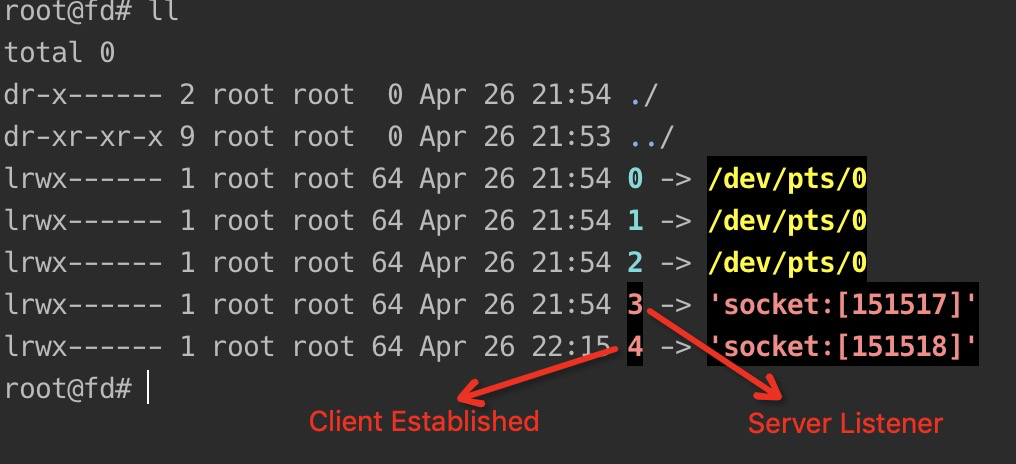 root@fd# ll
total 0
dr-x------ 2 root root  0 Apr 26 21:54 ./
dr-xr-xr-x 9 root root  0 Apr 26 21:53 ../
lrwx------ 1 root root 64 Apr 26 21:54 0 -> /dev/pts/0
lrwx------ 1 root root 64 Apr 26 21:54 1 -> /dev/pts/0
lrwx------ 1 root root 64 Apr 26 21:54 2 -> /dev/pts/0
lrwx------ 1 root root 64 Apr 26 21:54 3 -> 'socket:[151517]'
lrwx------ 1 root root 64 Apr 26 22:15 4 -> 'socket:[151518]'
root@fd#
Client Established
Server Listener